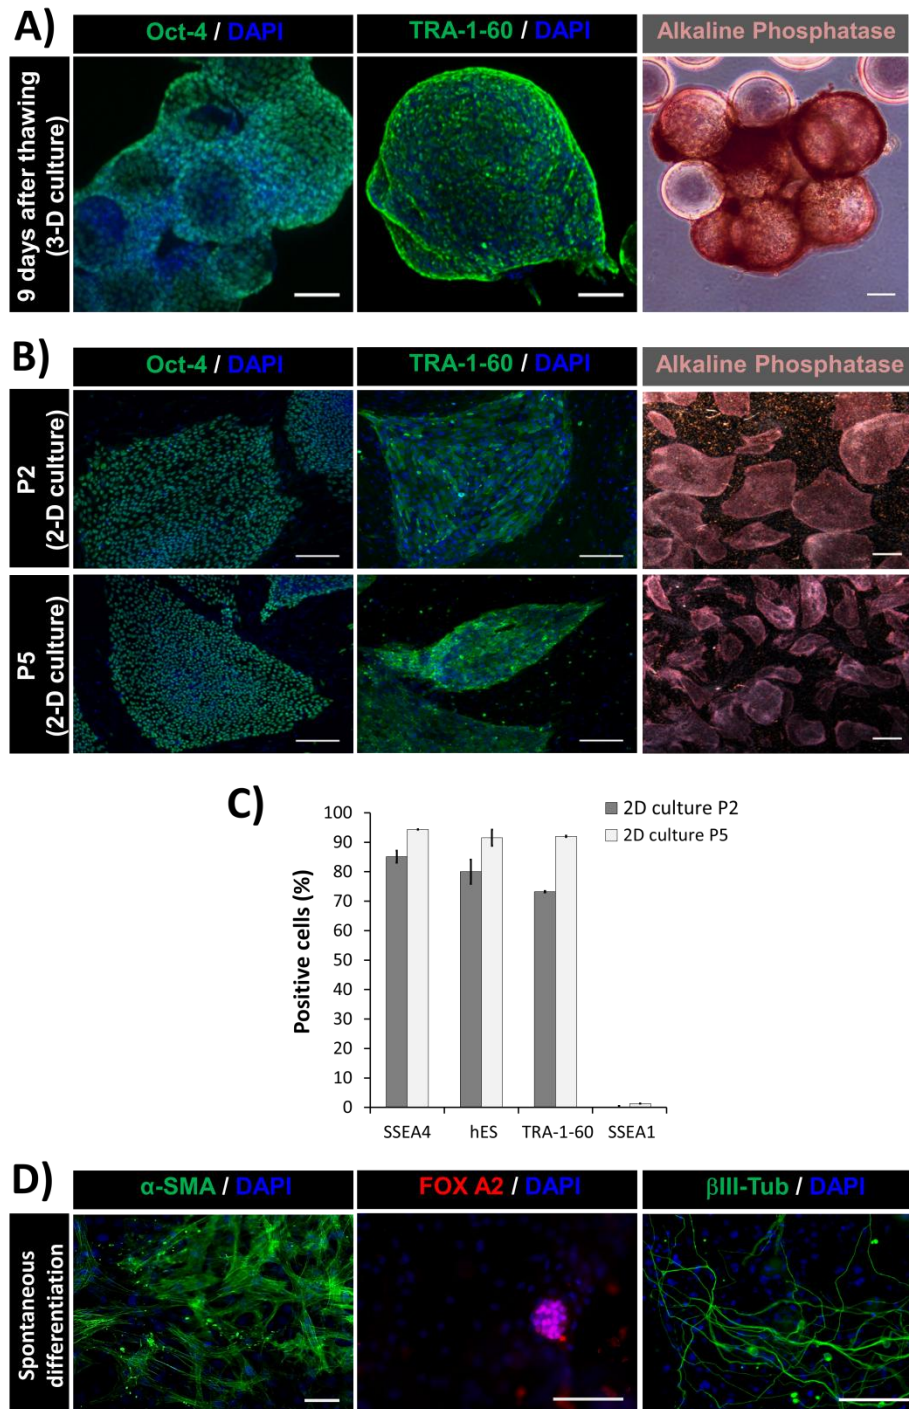 A)
Oct-4 / DAPI
TRA-1-60 / DAPI
Alkaline Phosphatase
9 days after thawing
(3-D culture)
B)
Oct-4 / DAPI
TRA-1-60 / DAPI
Alkaline Phosphatase
P2
(2-D culture)
P5
(2-D culture)
C)
2D culture P2
2D culture P5
Positive cells (%)
100
90
80
70
60
50
40
30
20
10
0
SSEA4
hES
TRA-1-60
SSEA1
D)
α-SMA / DAPI
FOX A2 / DAPI
βIII-Tub / DAPI
Spontaneous
differentiation